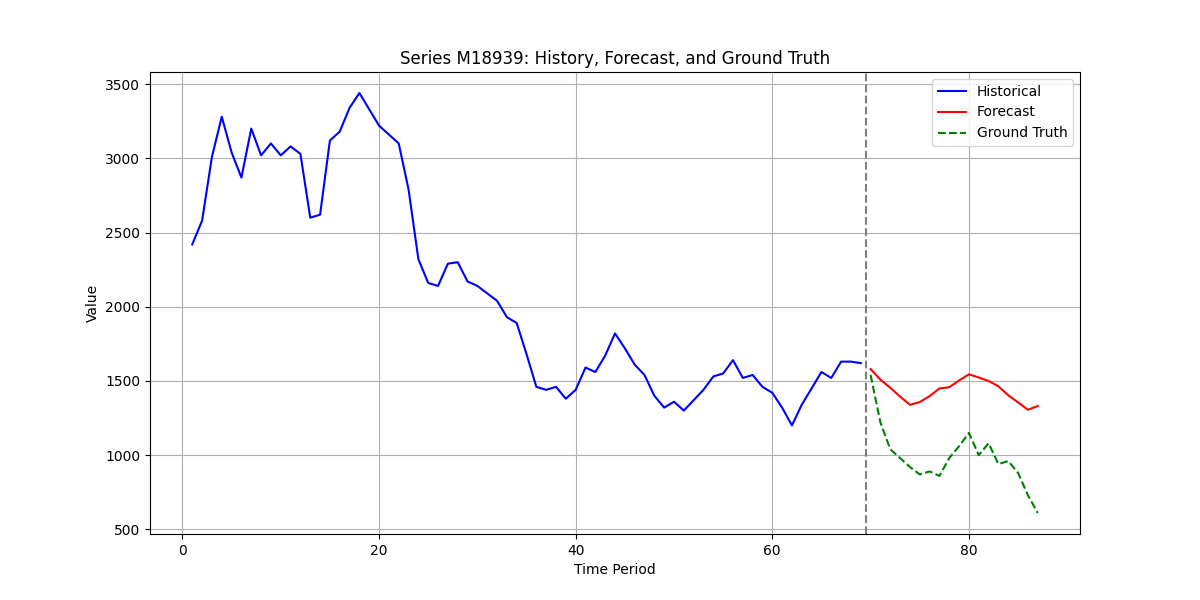 Series M18939: History, Forecast, and Ground Truth
Historical
Forecast
Ground Truth
Value
3500
3000
2500
2000
1500
1000
500
0
20
40
60
80
Time Period